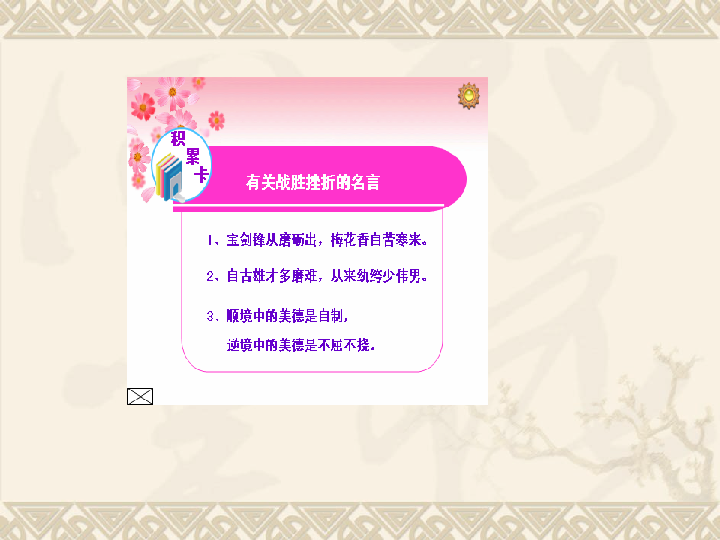 积累卡
有关战胜挫折的名言
1、宝剑锋从磨砺出，梅花香自苦寒来。
2、自古雄才多磨难，从来纨绔少伟男。
3、顺境中的美德是自制，
逆境中的美德是不屈不挠。